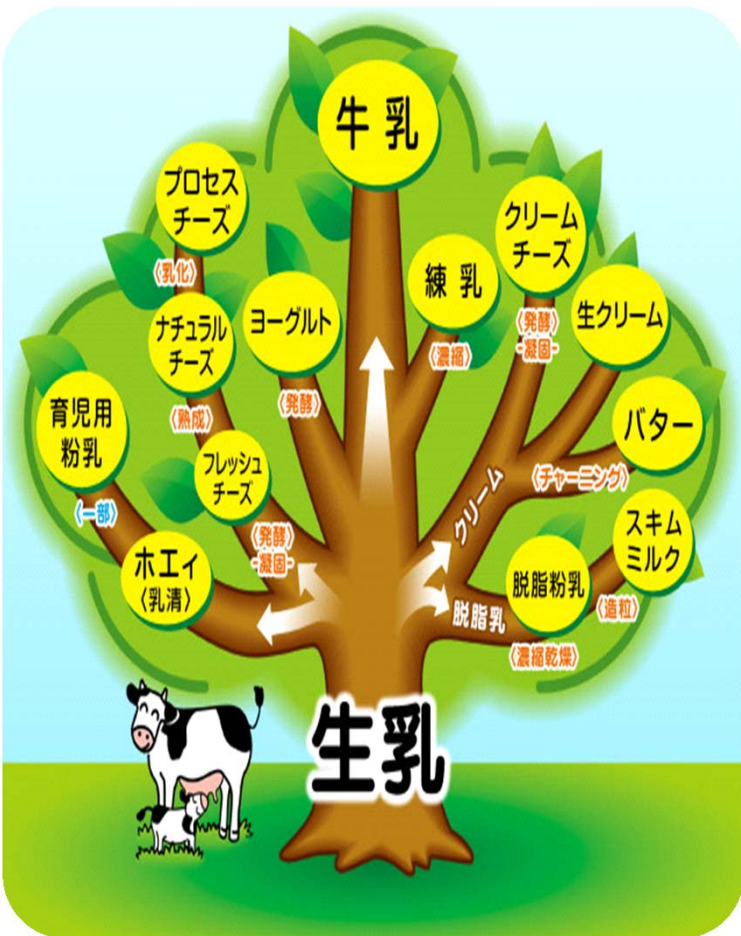 牛乳
プロセス
チーズ
〈乳化〉
ナチュラル
チーズ
〈熟成〉
フレッシュ
チーズ
〈発酵〉
-凝固-
ヨーグルト
〈発酵〉
練乳
〈濃縮〉
クリーム
チーズ
〈発酵〉
-凝固-
生クリーム
バター
〈チャーニング〉
クリーム
育児用
粉乳
〈一部〉
ホエィ
〈乳清〉
スキム
ミルク
〈造粒〉
脱脂粉乳
〈濃縮乾燥〉
脱脂乳
生乳